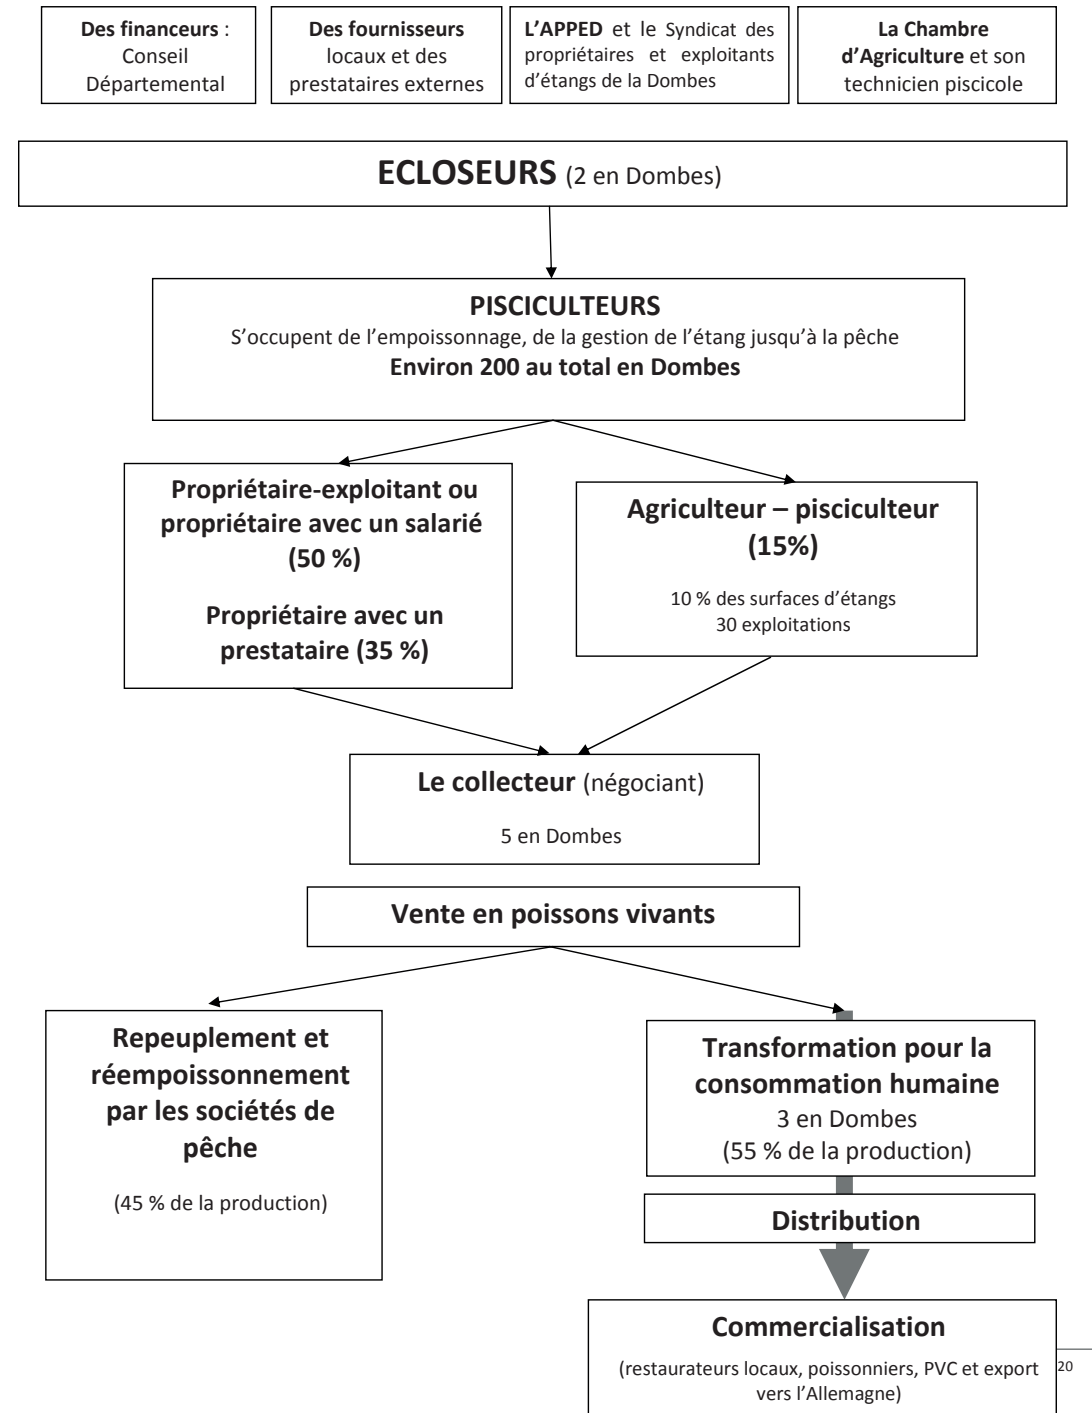 Des financeurs :
Conseil
Départemental
Des fournisseurs
locaux et des
prestataires externes
L'APPED et le Syndicat des
propriétaires et exploitants
d'étangs de la Dombes
La Chambre
d'Agriculture et son
technicien piscicole
ECLOSEURS (2 en Dombes)
PISCICULTEURS
S'occupent de l'empoissonnage, de la gestion de l'étang jusqu'à la pêche
Environ 200 au total en Dombes
Propriétaire-exploitant ou
propriétaire avec un salarié
(50 %)
Propriétaire avec un
prestataire (35 %)
Agriculteur – pisciculteur
(15%)
10 % des surfaces d'étangs
30 exploitations
Le collecteur (négociant)
5 en Dombes
Vente en poissons vivants
Repeuplement et
réempoissonnement
par les sociétés de
pêche
(45 % de la production)
Transformation pour la
consommation humaine
3 en Dombes
(55 % de la production)
Distribution
Commercialisation
(restaurateurs locaux, poissonniers, PVC et export
vers l'Allemagne)
20